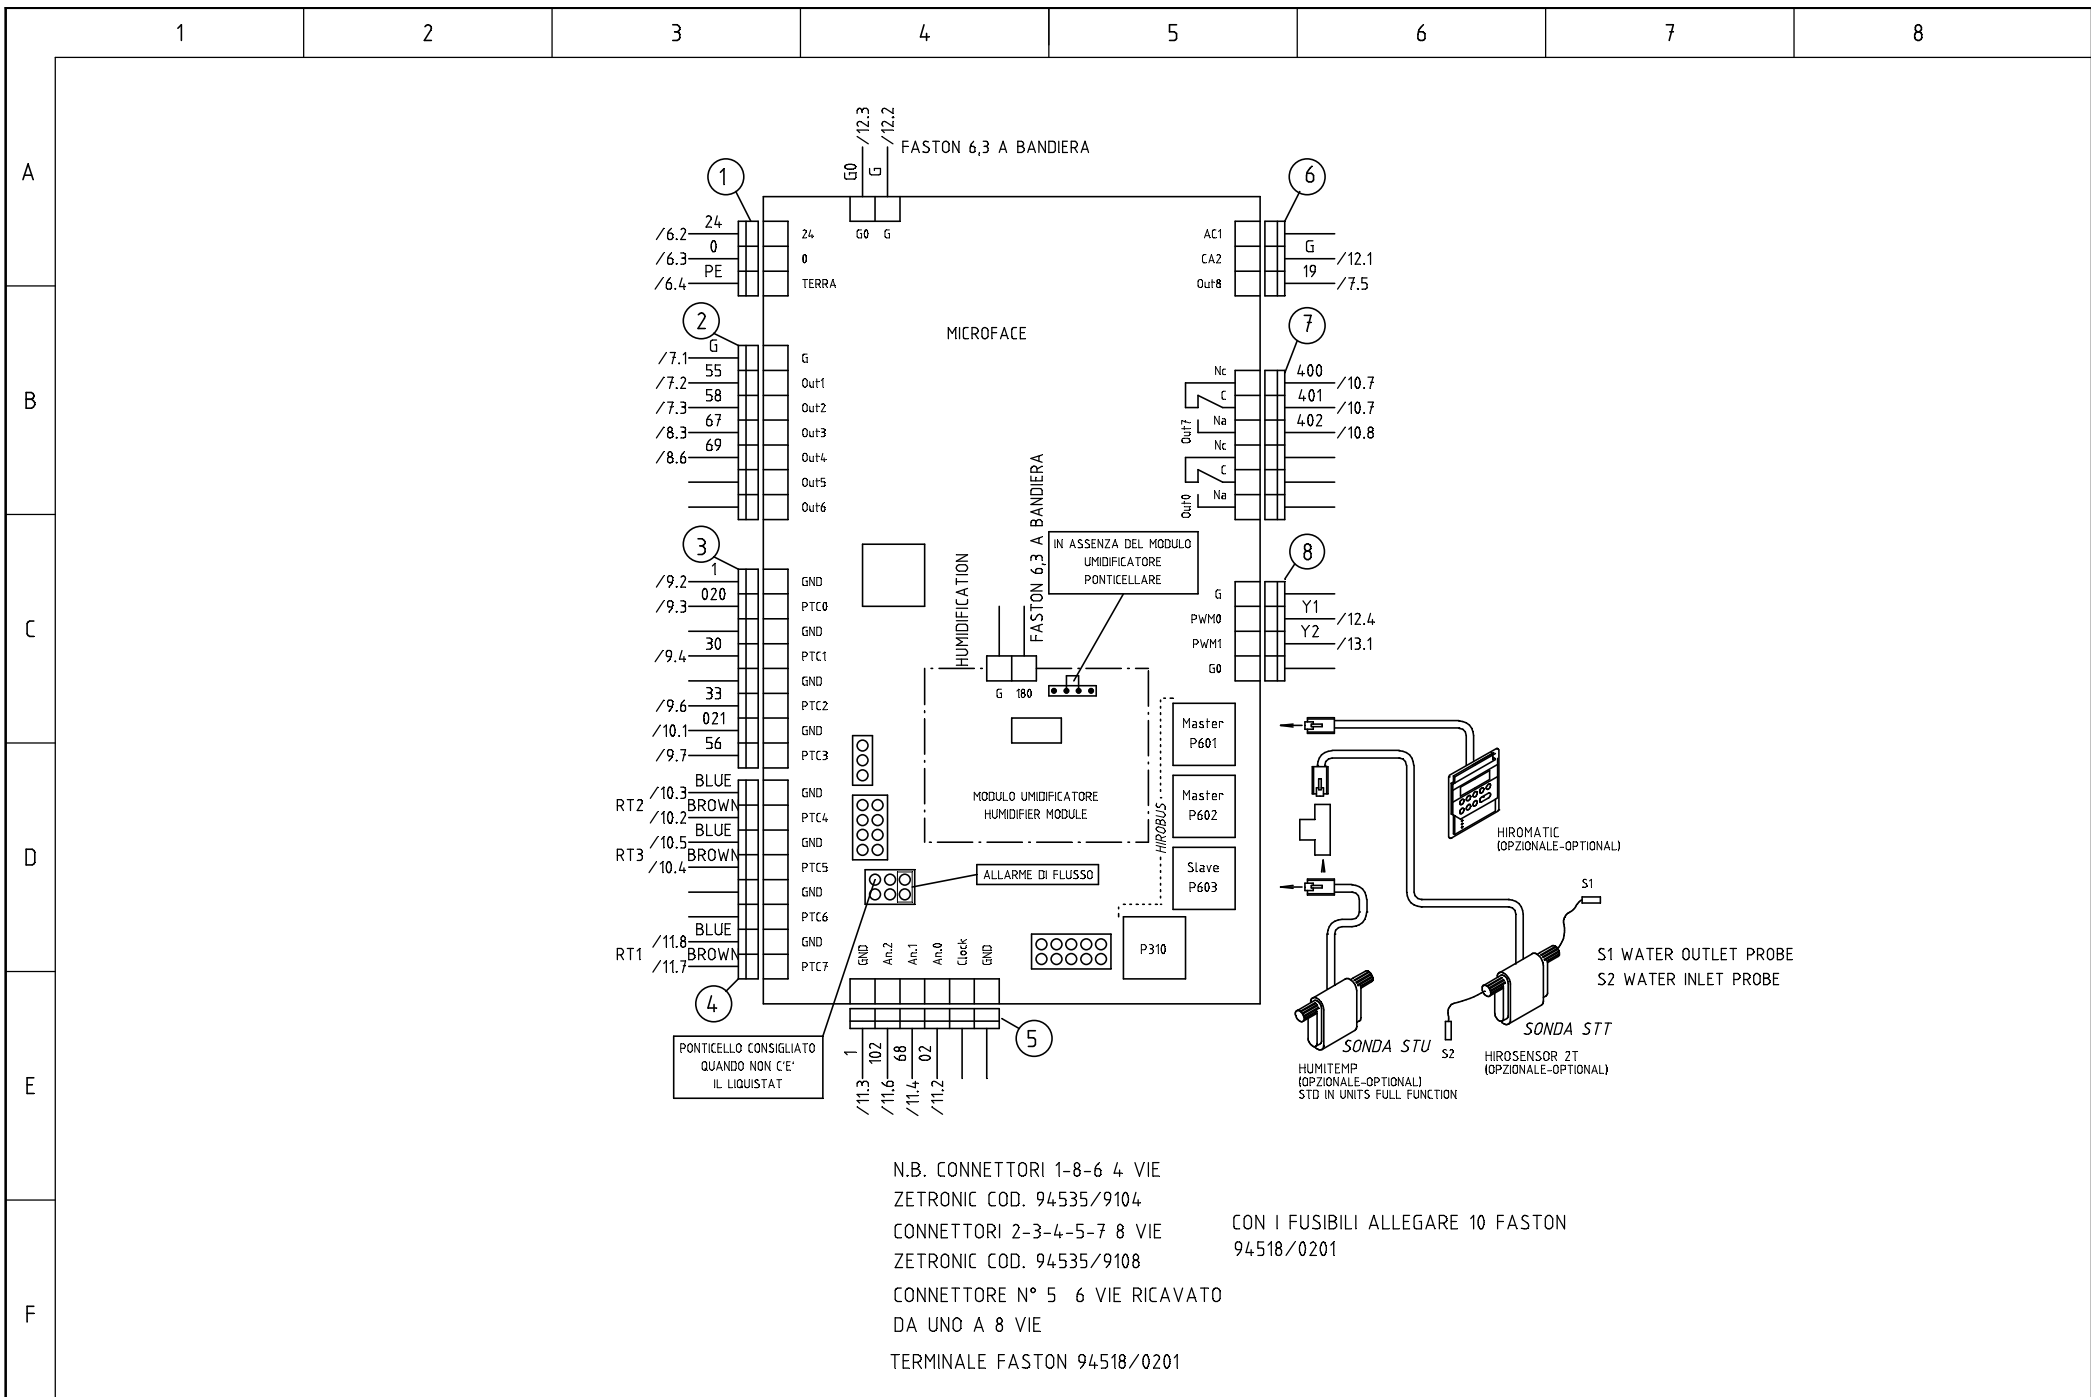 1 2 3 4 5 6 7 8
A
B
C
D
E
F
/12.3
/12.2
FASTON 6,3 A BANDIERA
G0
G
G0 G
1
/6.2 24 24
/6.3 0 0
/6.4 PE TERRA
2
/7.1 G G
/7.2 55 Out1
/7.3 58 Out2
/8.3 67 Out3
/8.6 69 Out4
Out5
Out6
3
/9.2 1 GND
/9.3 020 PTC0
GND
/9.4 30 PTC1
GND
/9.6 33 PTC2
/10.1 021 GND
/9.7 56 PTC3
RT2
/10.3 BLUE GND
/10.2 BROWN PTC4
RT3
/10.5 BLUE GND
/10.4 BROWN PTC5
GND
PTC6
RT1
/11.8 BLUE GND
/11.7 BROWN PTC7
4
MICROFACE
6
AC1
CA2 G /12.1
Out8 19 /7.5
7
Out7
Nc 400 /10.7
C 401 /10.7
Na 402 /10.8
Out0
Nc
C
Na
8
G
PWM0 Y1 /12.4
PWM1 Y2 /13.1
G0
HUMIDIFICATION
FASTON 6,3 A BANDIERA
IN ASSENZA DEL MODULO
UMIDIFICATORE
PONTICELLARE
G 180
MODULO UMIDIFICATORE
HUMIDIFIER MODULE
HIROBUS
Master
P601
Master
P602
Slave
P603
P310
ALLARME DI FLUSSO
GND
An.2
An.1
An.0
Clock
GND
5
1
102
68
02
/11.3
/11.6
/11.4
/11.2
PONTICELLO CONSIGLIATO
QUANDO NON C'E'
IL LIQUISTAT
HIROMATIC
(OPZIONALE-OPTIONAL)
S1
S1 WATER OUTLET PROBE
S2 WATER INLET PROBE
SONDA STT
S2
HIROSENSOR 2T
(OPZIONALE-OPTIONAL)
SONDA STU
HUMITEMP
(OPZIONALE-OPTIONAL)
STD IN UNITS FULL FUNCTION
N.B. CONNETTORI 1-8-6 4 VIE
ZETRONIC COD. 94535/9104
CONNETTORI 2-3-4-5-7 8 VIE
ZETRONIC COD. 94535/9108
CONNETTORE N° 5 6 VIE RICAVATO
DA UNO A 8 VIE
TERMINALE FASTON 94518/0201
CON I FUSIBILI ALLEGARE 10 FASTON
94518/0201